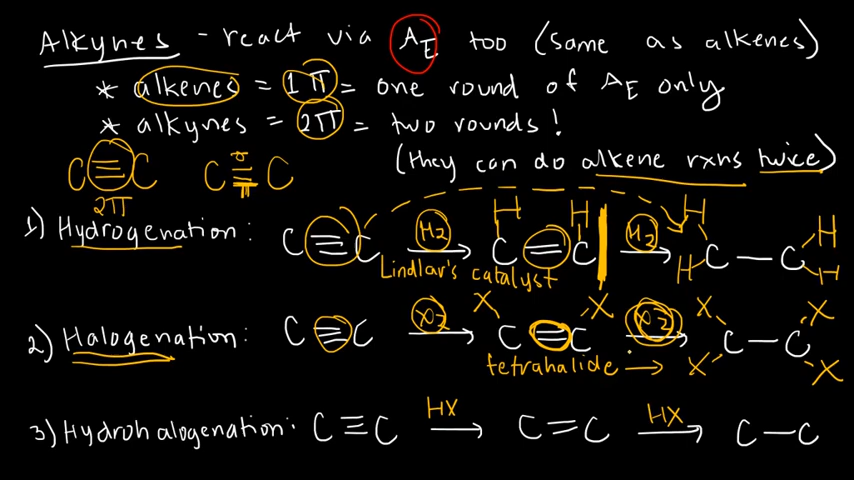 Alkynes - react via AE too (same as alkenes)
* alkenes = 1π = one round of AE only
* alkynes = 2π = two rounds!
(they can do alkene rxns twice)
C≡C C≡C
σ
π
2π
1) Hydrogenation: C≡C H2 H H C=C H2 H H H H C—C
Lindlar's catalyst
2) Halogenation: C≡C X2 X X C=C X2 X X X X C—C
tetrahalide →
3) Hydrohalogenation: C≡C HX C=C HX C—C